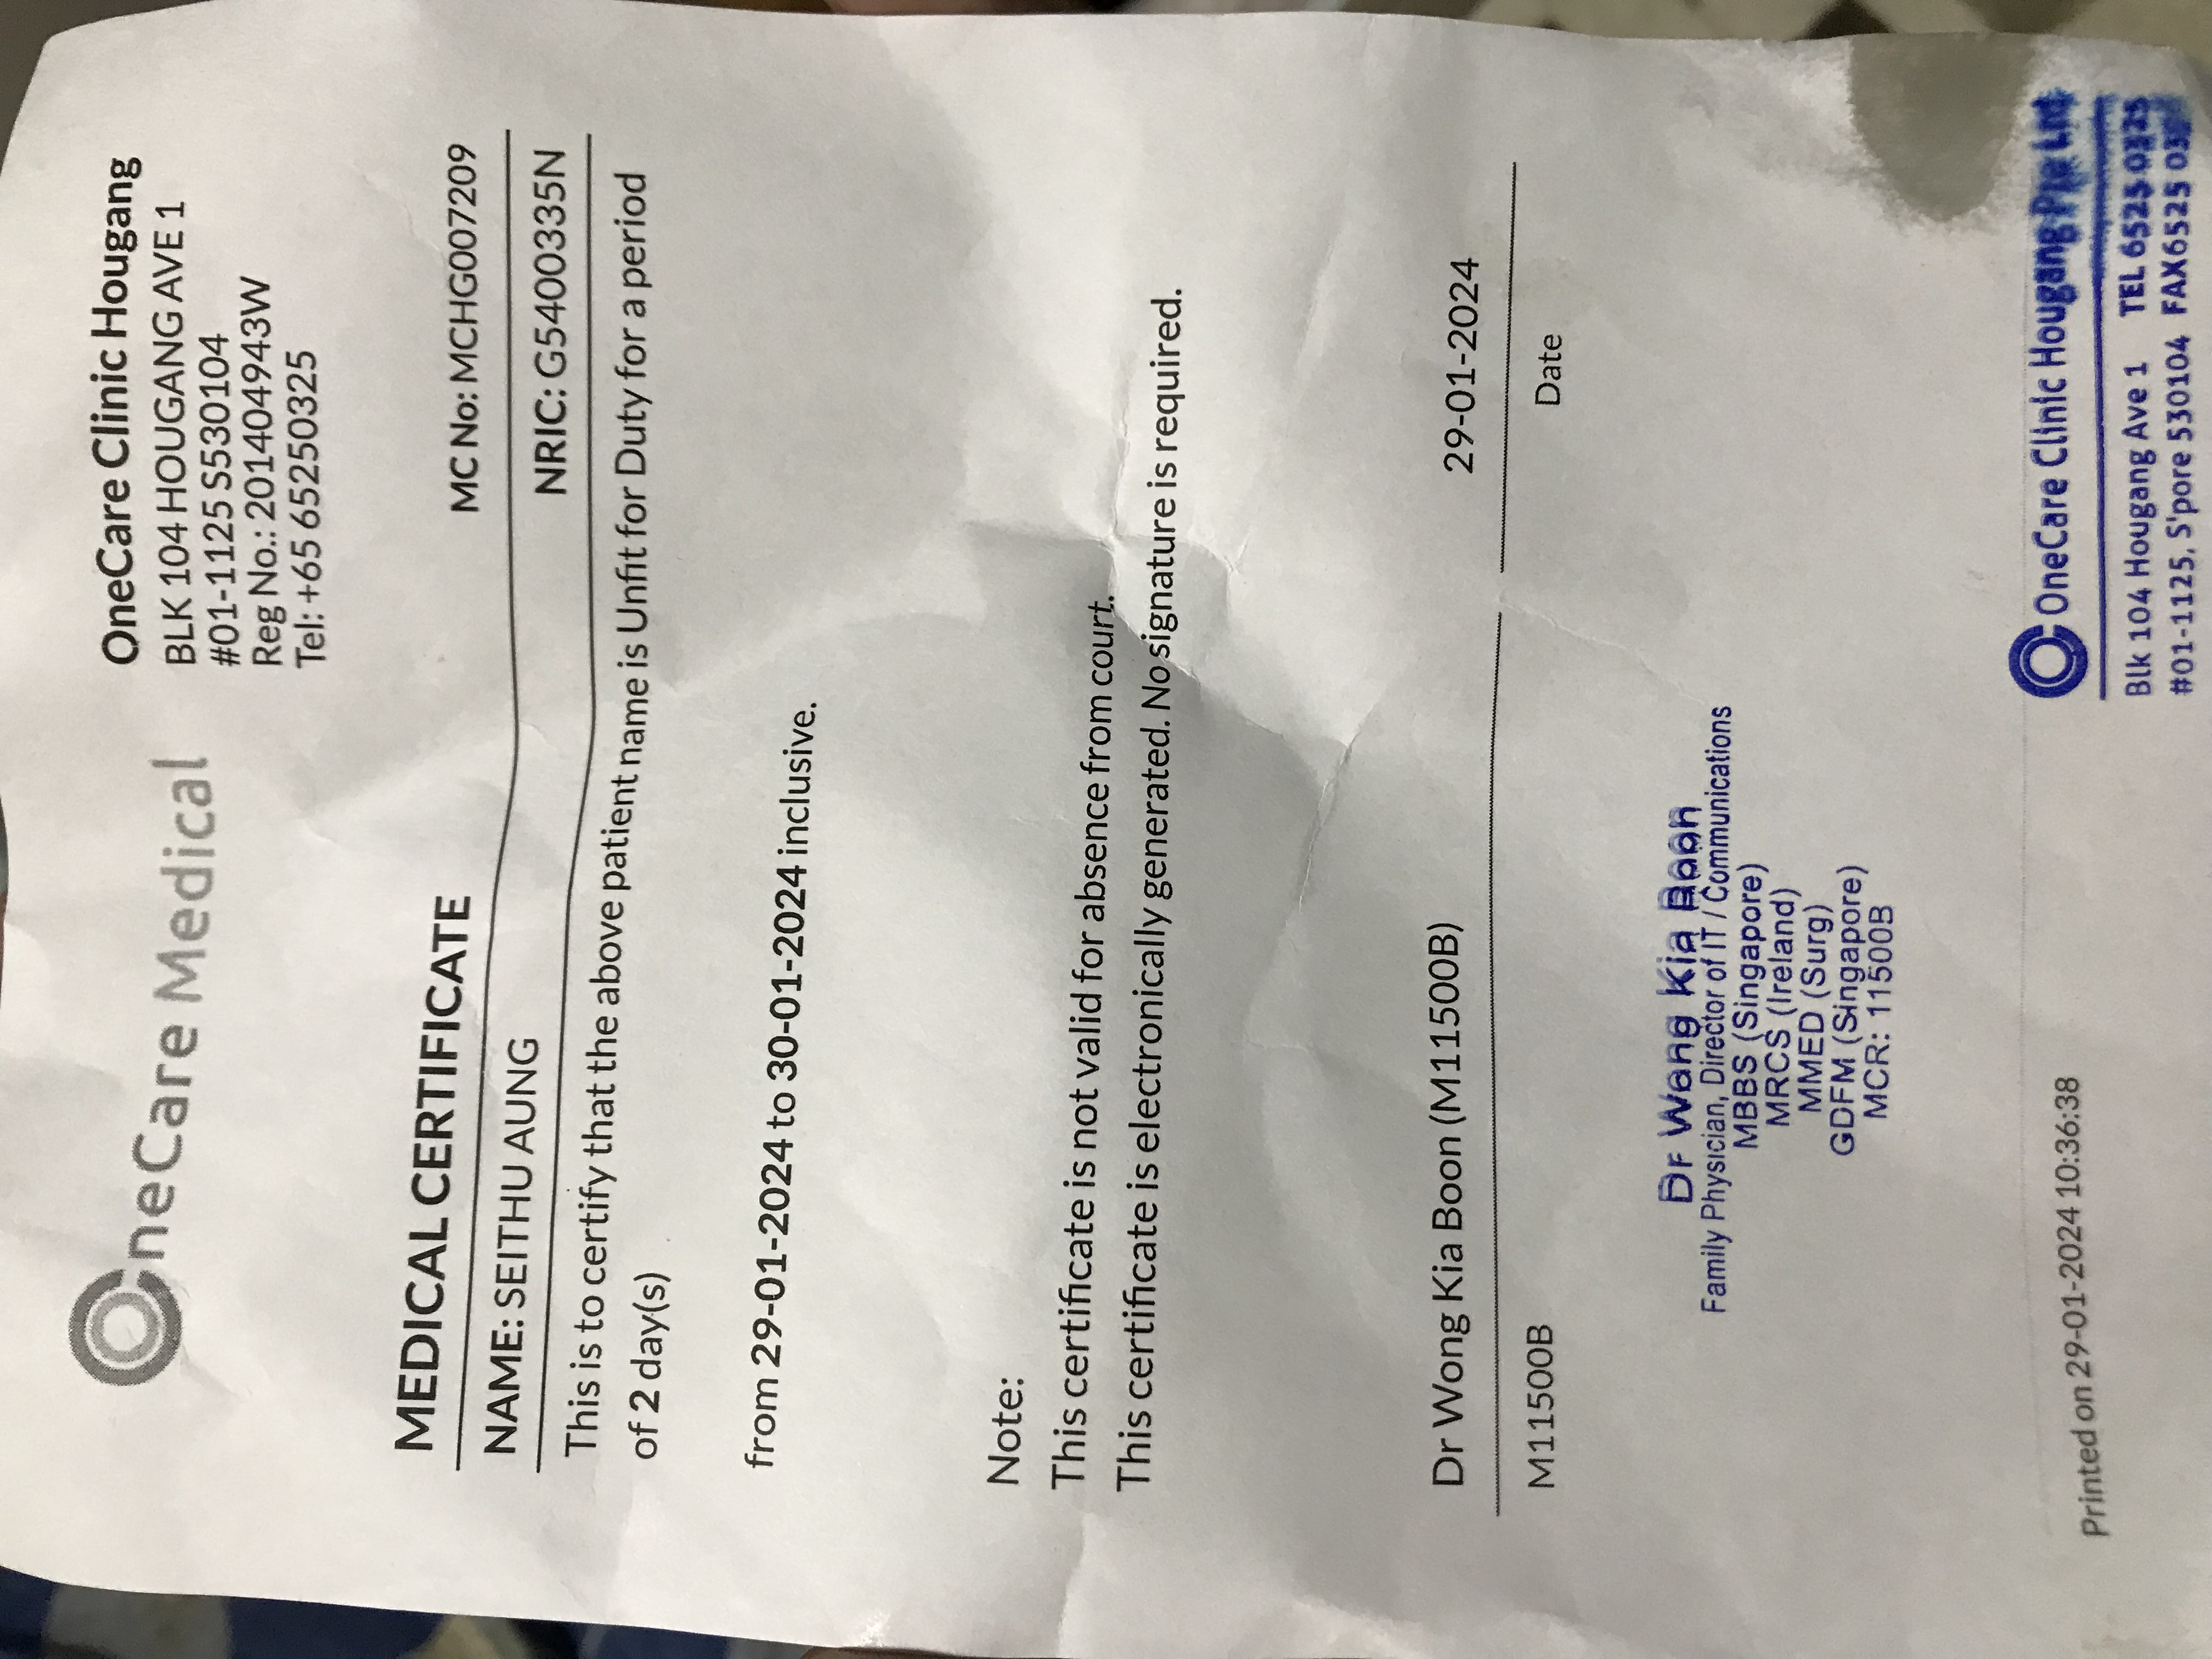 OneCare Medical
OneCare Clinic Hougang
BLK 104 HOUGANG AVE 1
#01-1125 S530104
Reg No.: 201404943W
Tel: +65 65250325
MEDICAL CERTIFICATE
MC No: MCHG007209
NAME: SEITHU AUNG
NRIC: G5400335N
This is to certify that the above patient name is Unfit for Duty for a period
of 2 day(s)
from 29-01-2024 to 30-01-2024 inclusive.
Note:
This certificate is not valid for absence from court.
This certificate is electronically generated. No signature is required.
Dr Wong Kia Boon (M11500B)
29-01-2024
M11500B
Date
Dr Wong Kia Boon
Family Physician, Director of IT / Communications
MBBS (Singapore)
MRCS (Ireland)
MMED (Surg)
GDFM (Singapore)
MCR: 11500B
Printed on 29-01-2024 10:36:38
OneCare Clinic Hougang Pte Ltd
Blk 104 Hougang Ave 1 TEL 6525 0325
#01-1125, S'pore 530104 FAX 6525